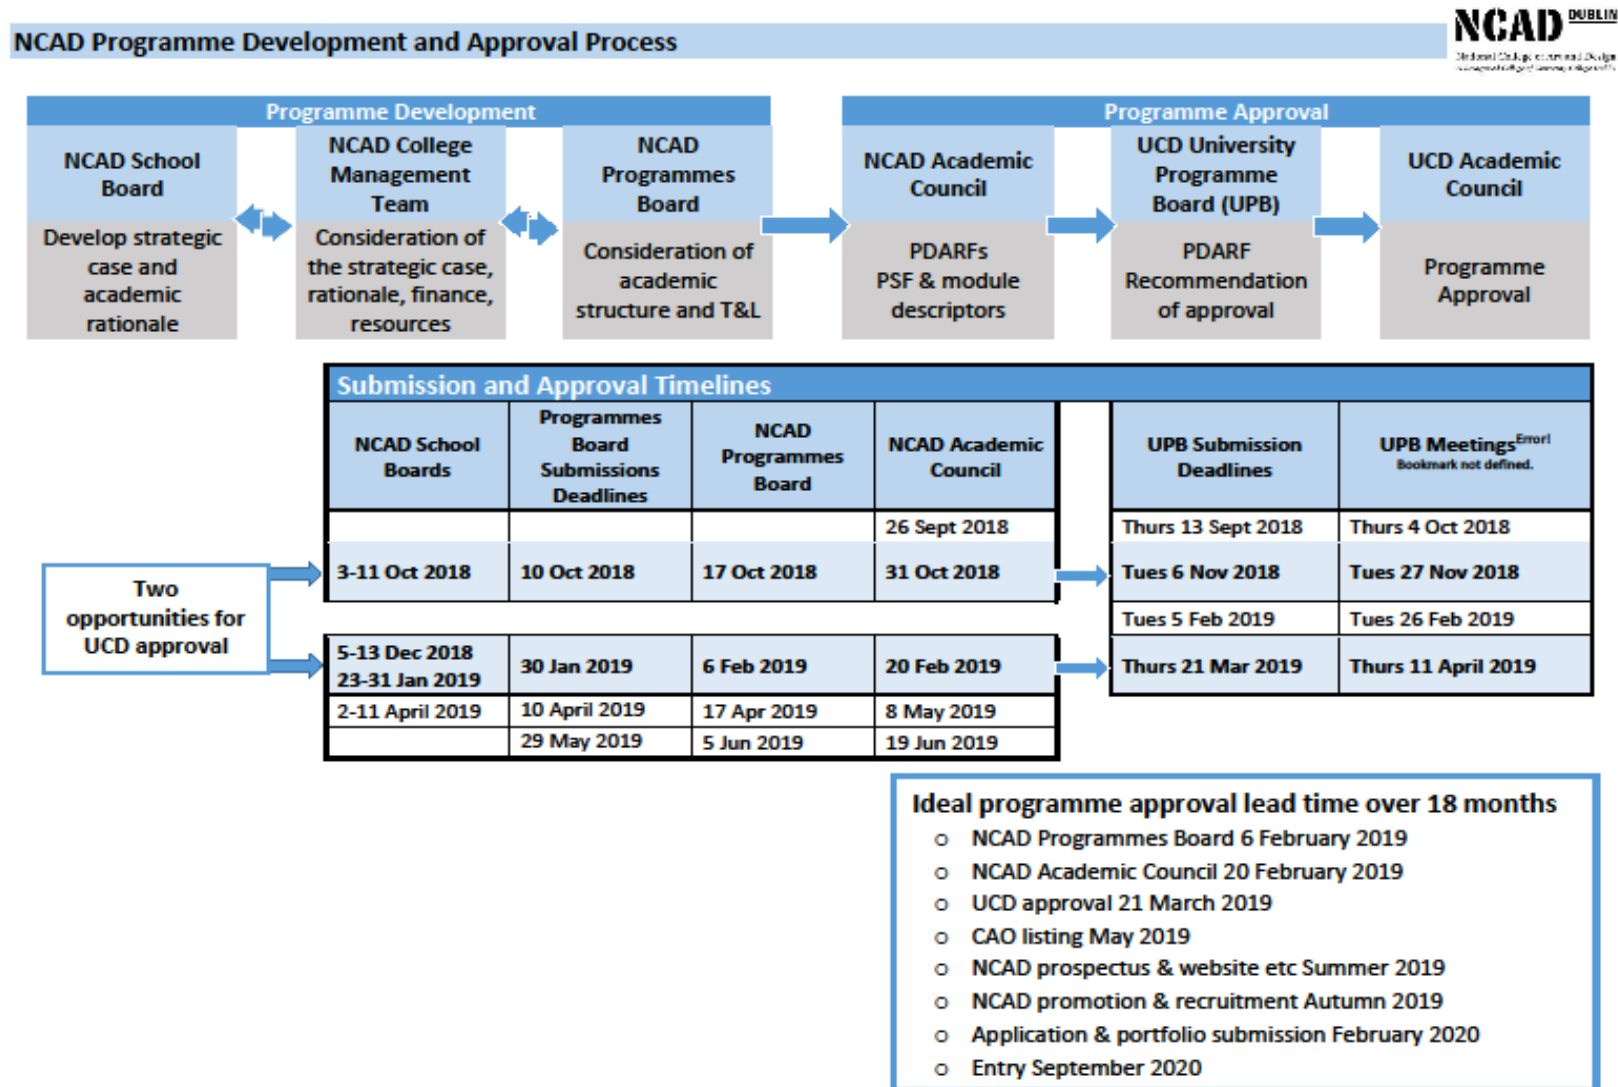 NCAD DUBLIN
NCAD Programme Development and Approval Process
Programme Development
Programme Approval
NCAD School
Board
NCAD College
Management
Team
NCAD
Programmes
Board
NCAD Academic
Council
UCD University
Programme
Board (UPB)
UCD Academic
Council
Develop strategic
case and
academic
rationale
Consideration of
the strategic case,
rationale, finance,
resources
Consideration of
academic
structure and T&L
PDARFs
PSF & module
descriptors
PDARF
Recommendation
of approval
Programme
Approval
Submission and Approval Timelines
NCAD School
Boards
Programmes
Board
Submissions
Deadlines
NCAD
Programmes
Board
NCAD Academic
Council
UPB Submission
Deadlines
UPB Meetings Error!
Bookmark not defined.
26 Sept 2018 Thurs 13 Sept 2018 Thurs 4 Oct 2018
3-11 Oct 2018 10 Oct 2018 17 Oct 2018 31 Oct 2018 Tues 6 Nov 2018 Tues 27 Nov 2018
Tues 5 Feb 2019 Tues 26 Feb 2019
Two
opportunities for
UCD approval
5-13 Dec 2018
23-31 Jan 2019
30 Jan 2019 6 Feb 2019 20 Feb 2019 Thurs 21 Mar 2019 Thurs 11 April 2019
2-11 April 2019 10 April 2019 17 Apr 2019 8 May 2019
29 May 2019 5 Jun 2019 19 Jun 2019
Ideal programme approval lead time over 18 months
o NCAD Programmes Board 6 February 2019
o NCAD Academic Council 20 February 2019
o UCD approval 21 March 2019
o CAO listing May 2019
o NCAD prospectus & website etc Summer 2019
o NCAD promotion & recruitment Autumn 2019
o Application & portfolio submission February 2020
o Entry September 2020